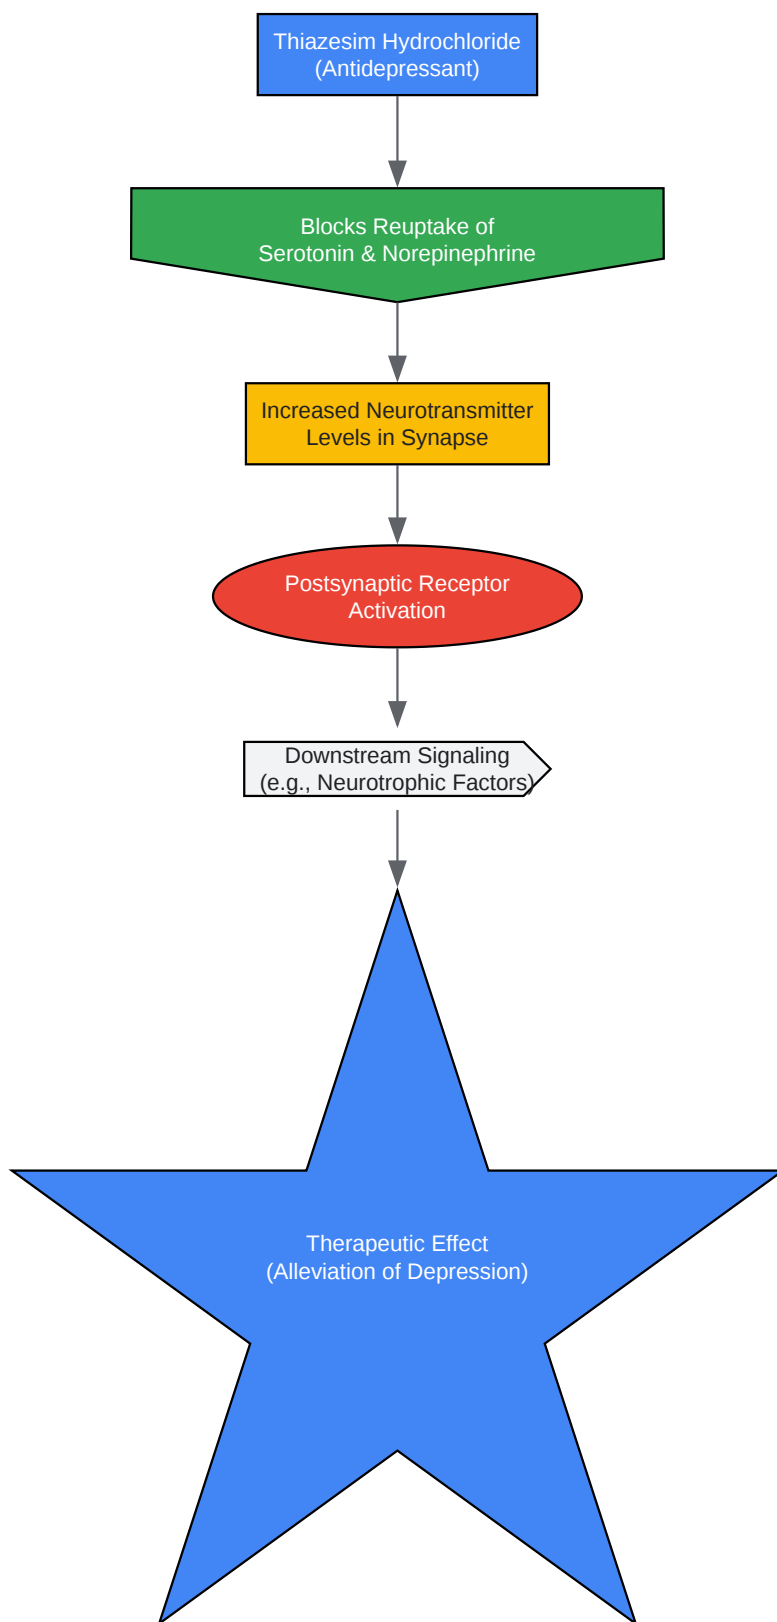 Thiazesim Hydrochloride
(Antidepressant)
Blocks Reuptake of
Serotonin & Norepinephrine
Increased Neurotransmitter
Levels in Synapse
Postsynaptic Receptor
Activation
Downstream Signaling
(e.g., Neurotrophic Factors)
Therapeutic Effect
(Alleviation of Depression)